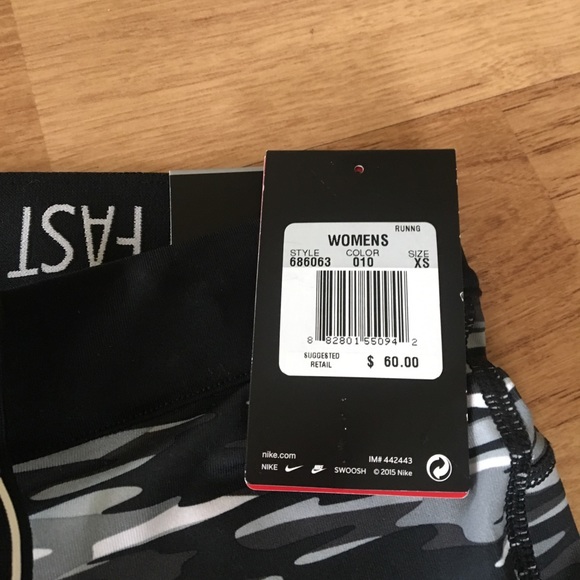 FAST
RUNNG
WOMENS
STYLE COLOR SIZE
686063 010 XS
8 82801 55094 2
SUGGESTED
RETAIL $ 60.00
nike.com IM# 442443
NIKE SWOOSH © 2015 Nike